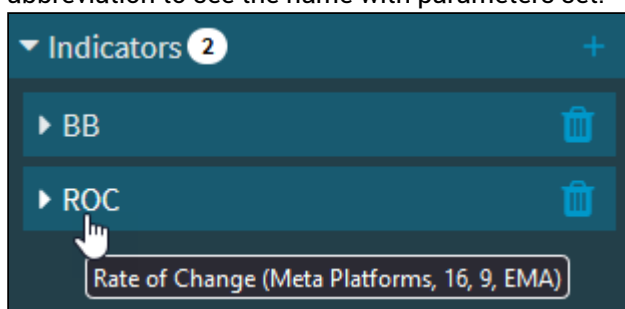 abbreviation to see the name with parameters set.
Indicators 2
BB
ROC
Rate of Change (Meta Platforms, 16, 9, EMA)